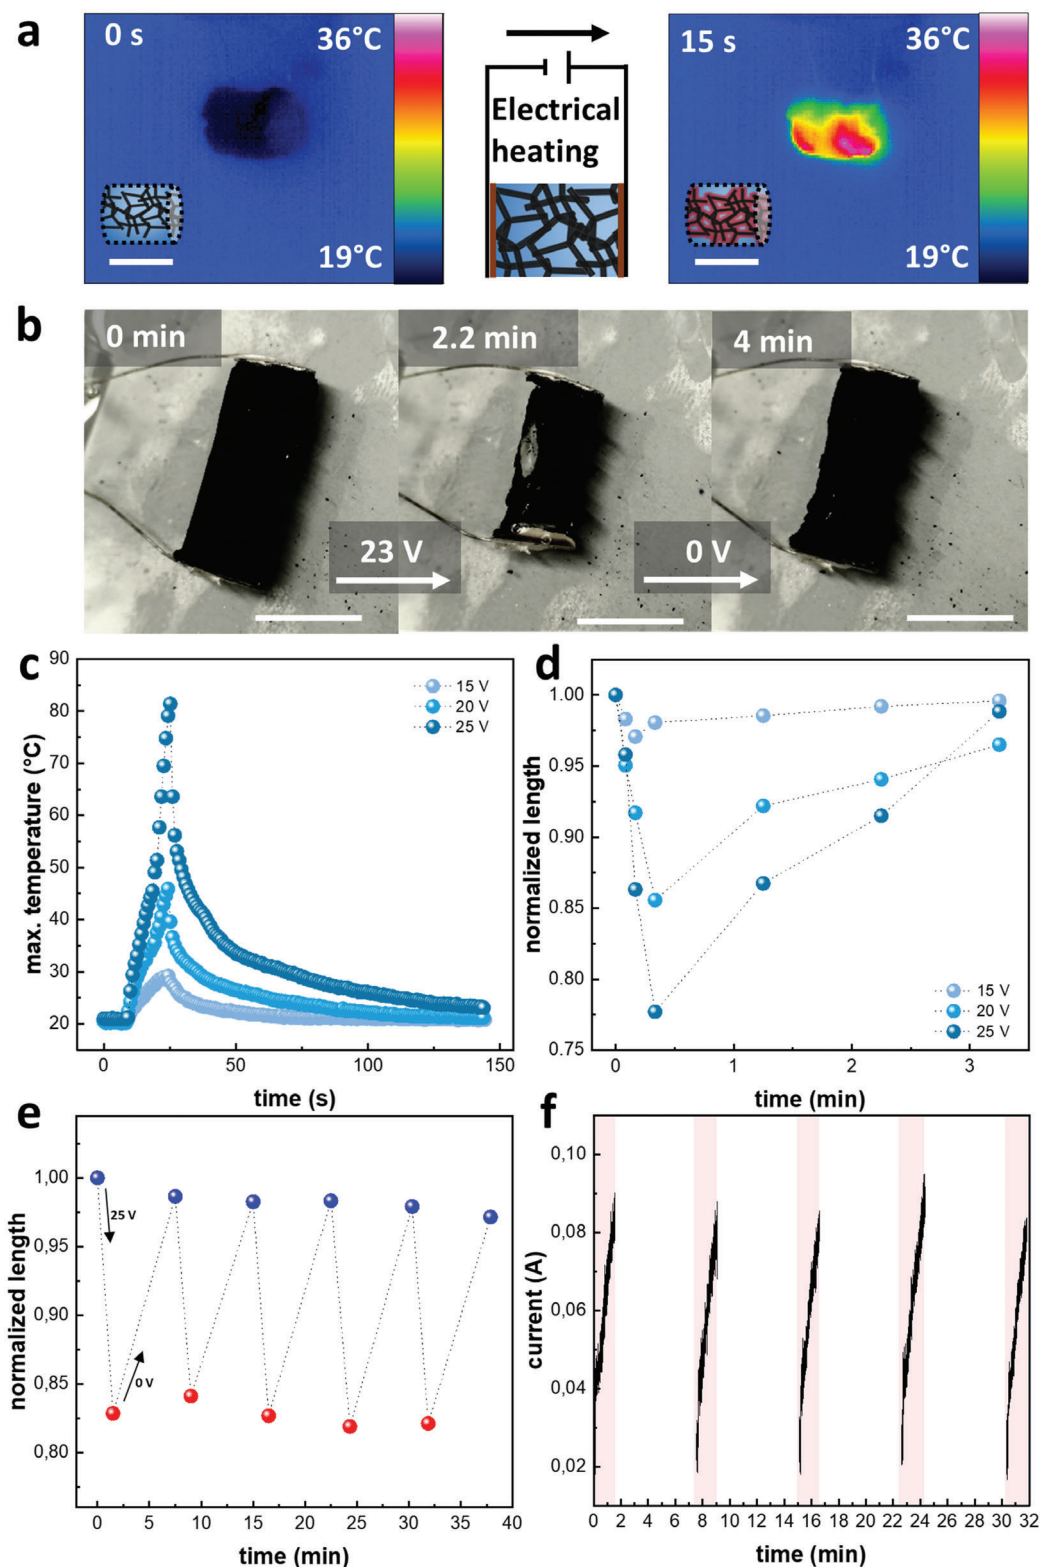 a
0 s
36°C
19°C
Electrical
heating
15 s
36°C
19°C
b
0 min
2.2 min
4 min
23 V
0 V
c
90
80
70
60
50
40
30
20
max. temperature (°C)
15 V
20 V
25 V
0
50
100
150
time (s)
d
1.00
0.95
0.90
0.85
0.80
0.75
normalized length
15 V
20 V
25 V
0
1
2
3
time (min)
e
1,00
0,95
0,90
0,85
0,80
normalized length
25 V
0 V
0
5
10
15
20
25
30
35
40
time (min)
f
0,10
0,08
0,06
0,04
0,02
current (A)
0
2
4
6
8
10
12
14
16
18
20
22
24
26
28
30
32
time (min)